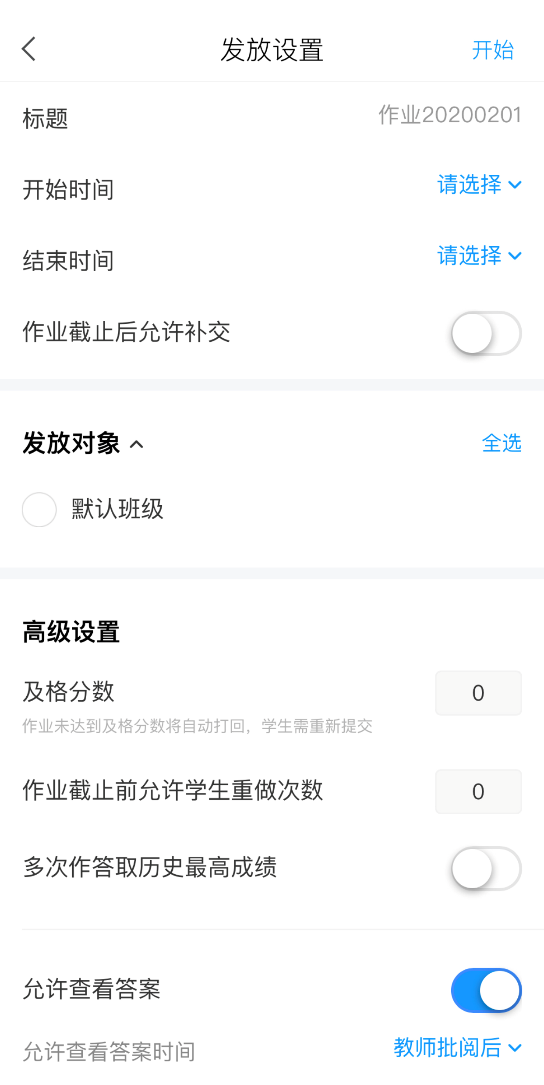 发放设置 开始
标题 作业20200201
开始时间 请选择
结束时间 请选择
作业截止后允许补交
发放对象 全选
默认班级
高级设置
及格分数 0
作业未达到及格分数将自动打回，学生需重新提交
作业截止前允许学生重做次数 0
多次作答取历史最高成绩
允许查看答案
允许查看答案时间 教师批阅后